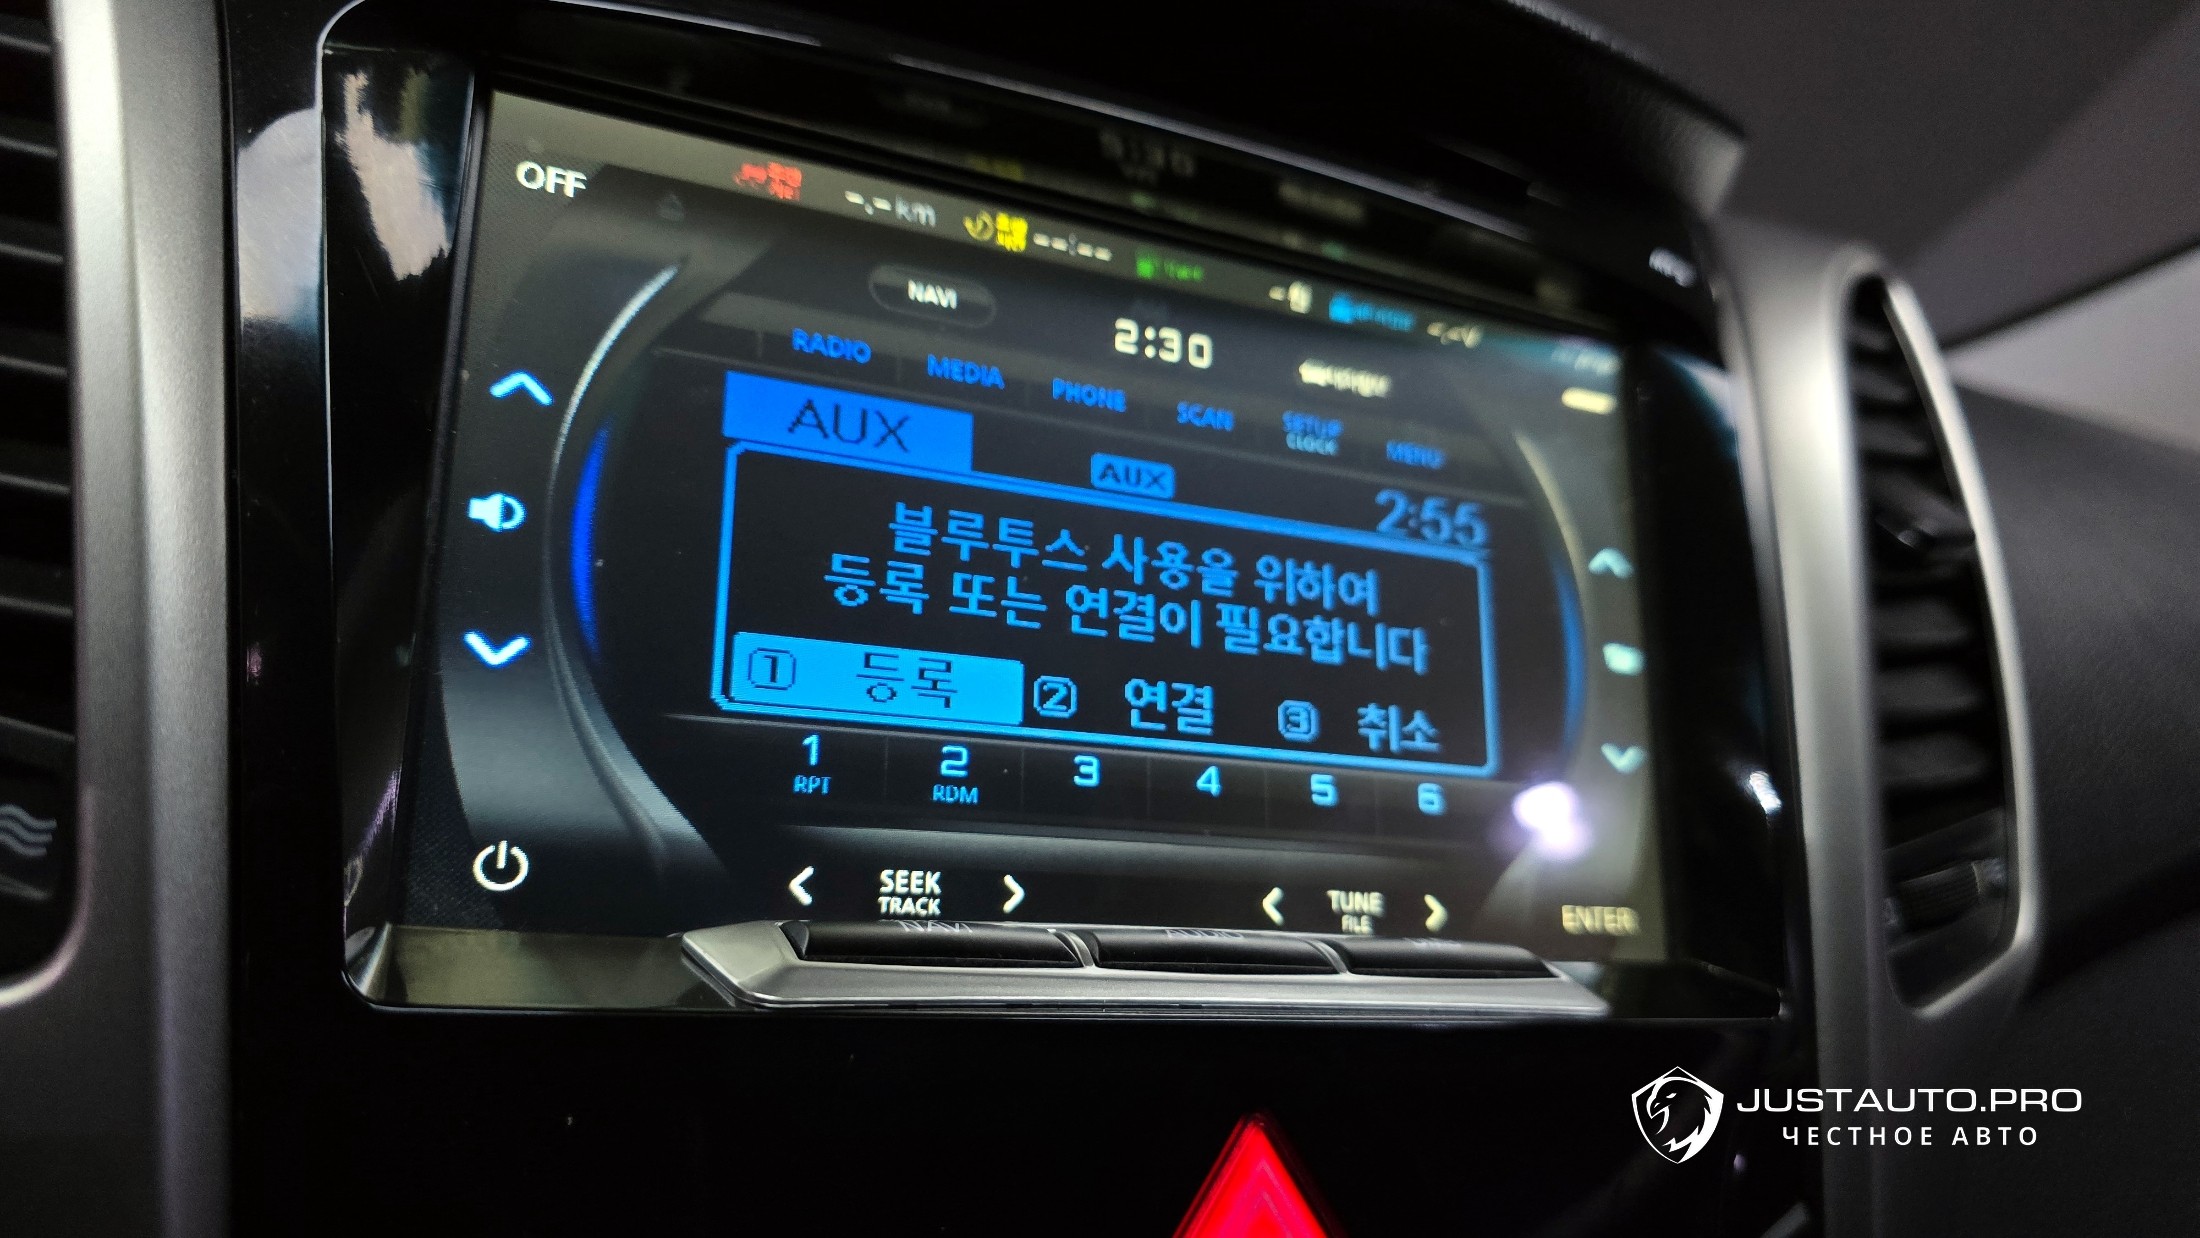 OFF
-.- km
--:--
NAVI
2:30
RADIO
MEDIA
PHONE
SCAN
SETUP
CLOCK
MENU
AUX
AUX
2:55
블루투스 사용을 위하여
등록 또는 연결이 필요합니다
① 등록 ② 연결 ③ 취소
1 2 3 4 5 6
RPT RDM
< SEEK >
TRACK
< TUNE >
FILE
ENTER
JUSTAUTO.PRO
ЧЕСТНОЕ АВТО